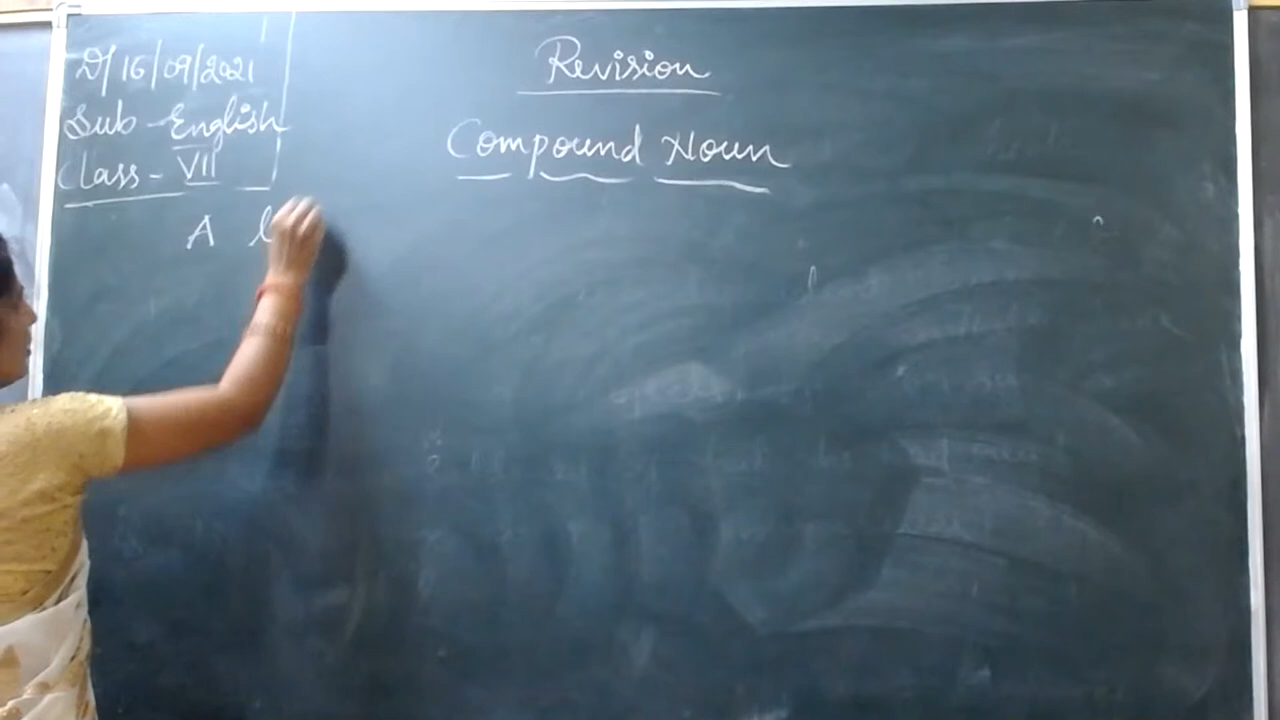 D/ 16/09/2021
Sub - English
Class - VII
Revision
Compound Noun
A